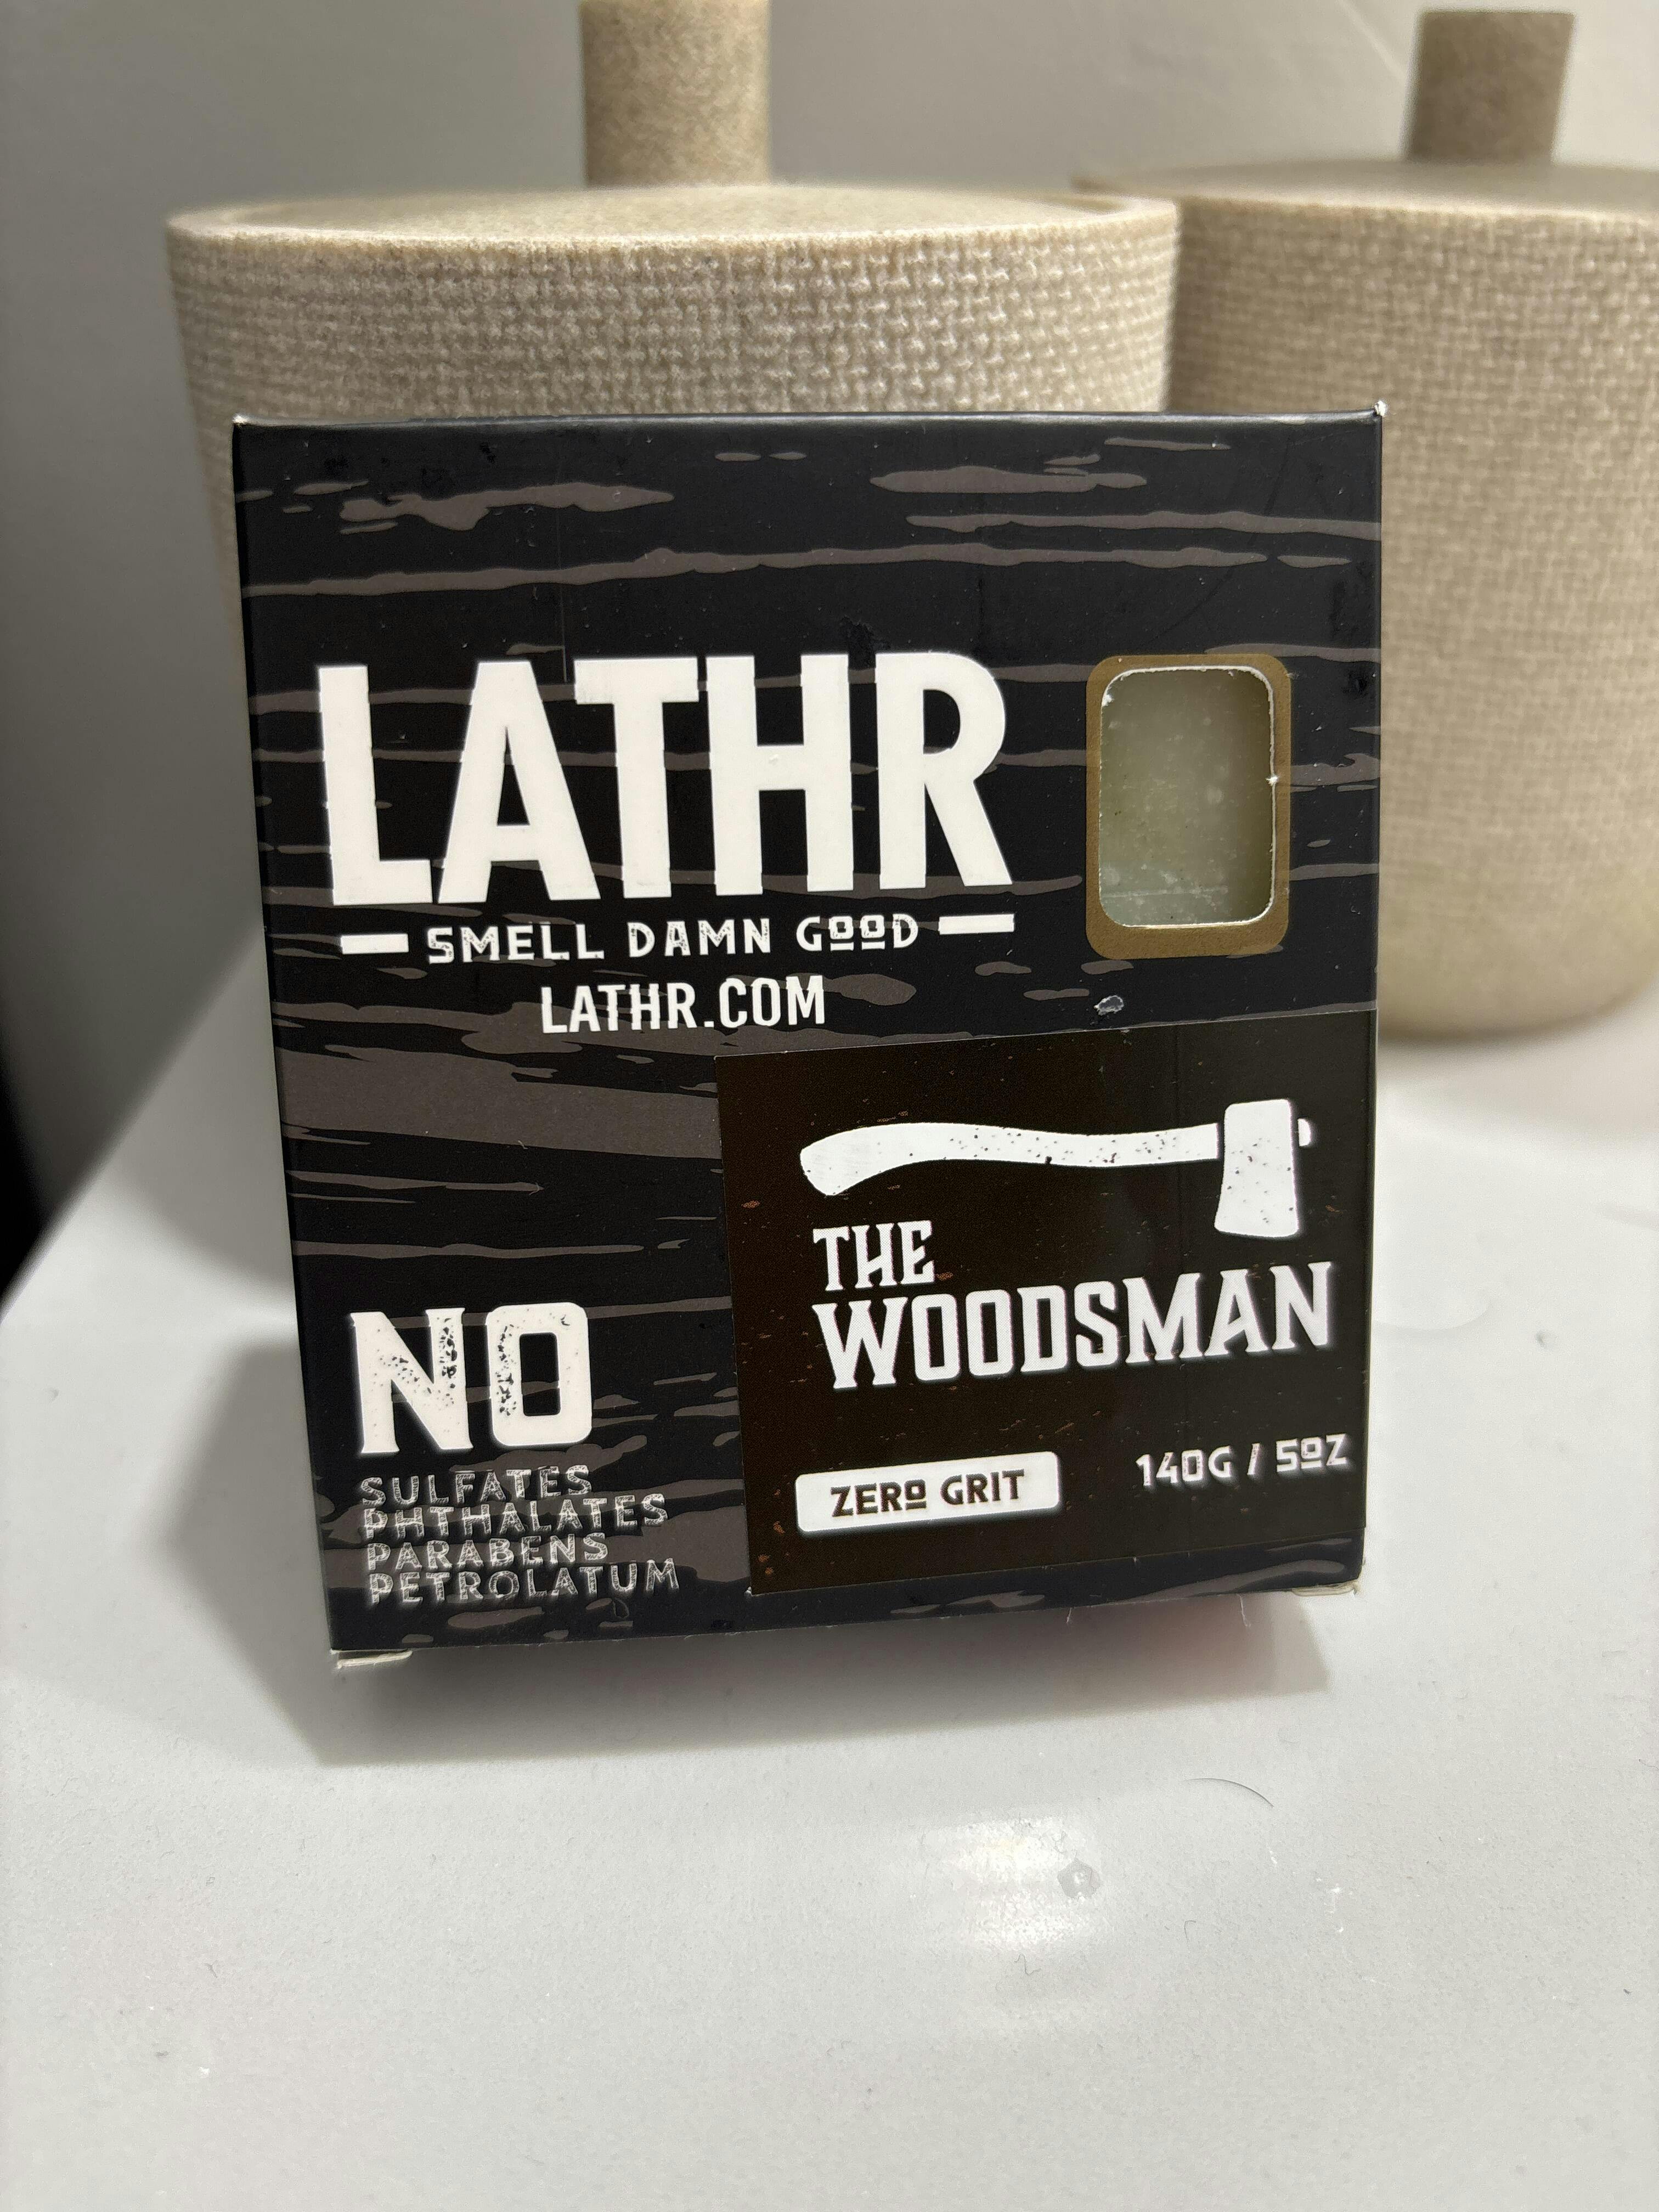 LATHR
SMELL DAMN GOOD
LATHR.COM
THE
WOODSMAN
ZERO GRIT
140G / 5OZ
NO
SULFATES
PHTHALATES
PARABENS
PETROLATUM